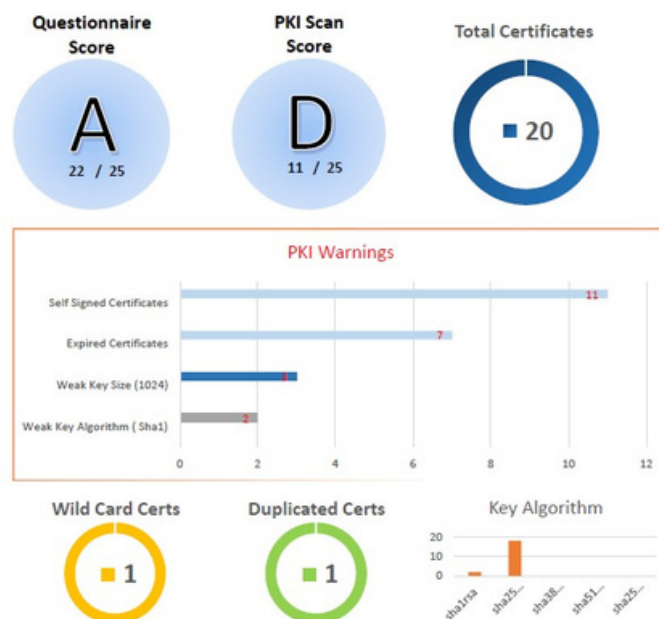 Questionnaire
Score
A
22 / 25
PKI Scan
Score
D
11 / 25
Total Certificates
20
PKI Warnings
Self Signed Certificates
11
Expired Certificates
7
Weak Key Size (1024)
3
Weak Key Algorithm ( Sha1)
2
0 2 4 6 8 10 12
Wild Card Certs
1
Duplicated Certs
1
Key Algorithm
20
10
0
sha1rsa
sha25...
sha38...
sha51...
sha25...